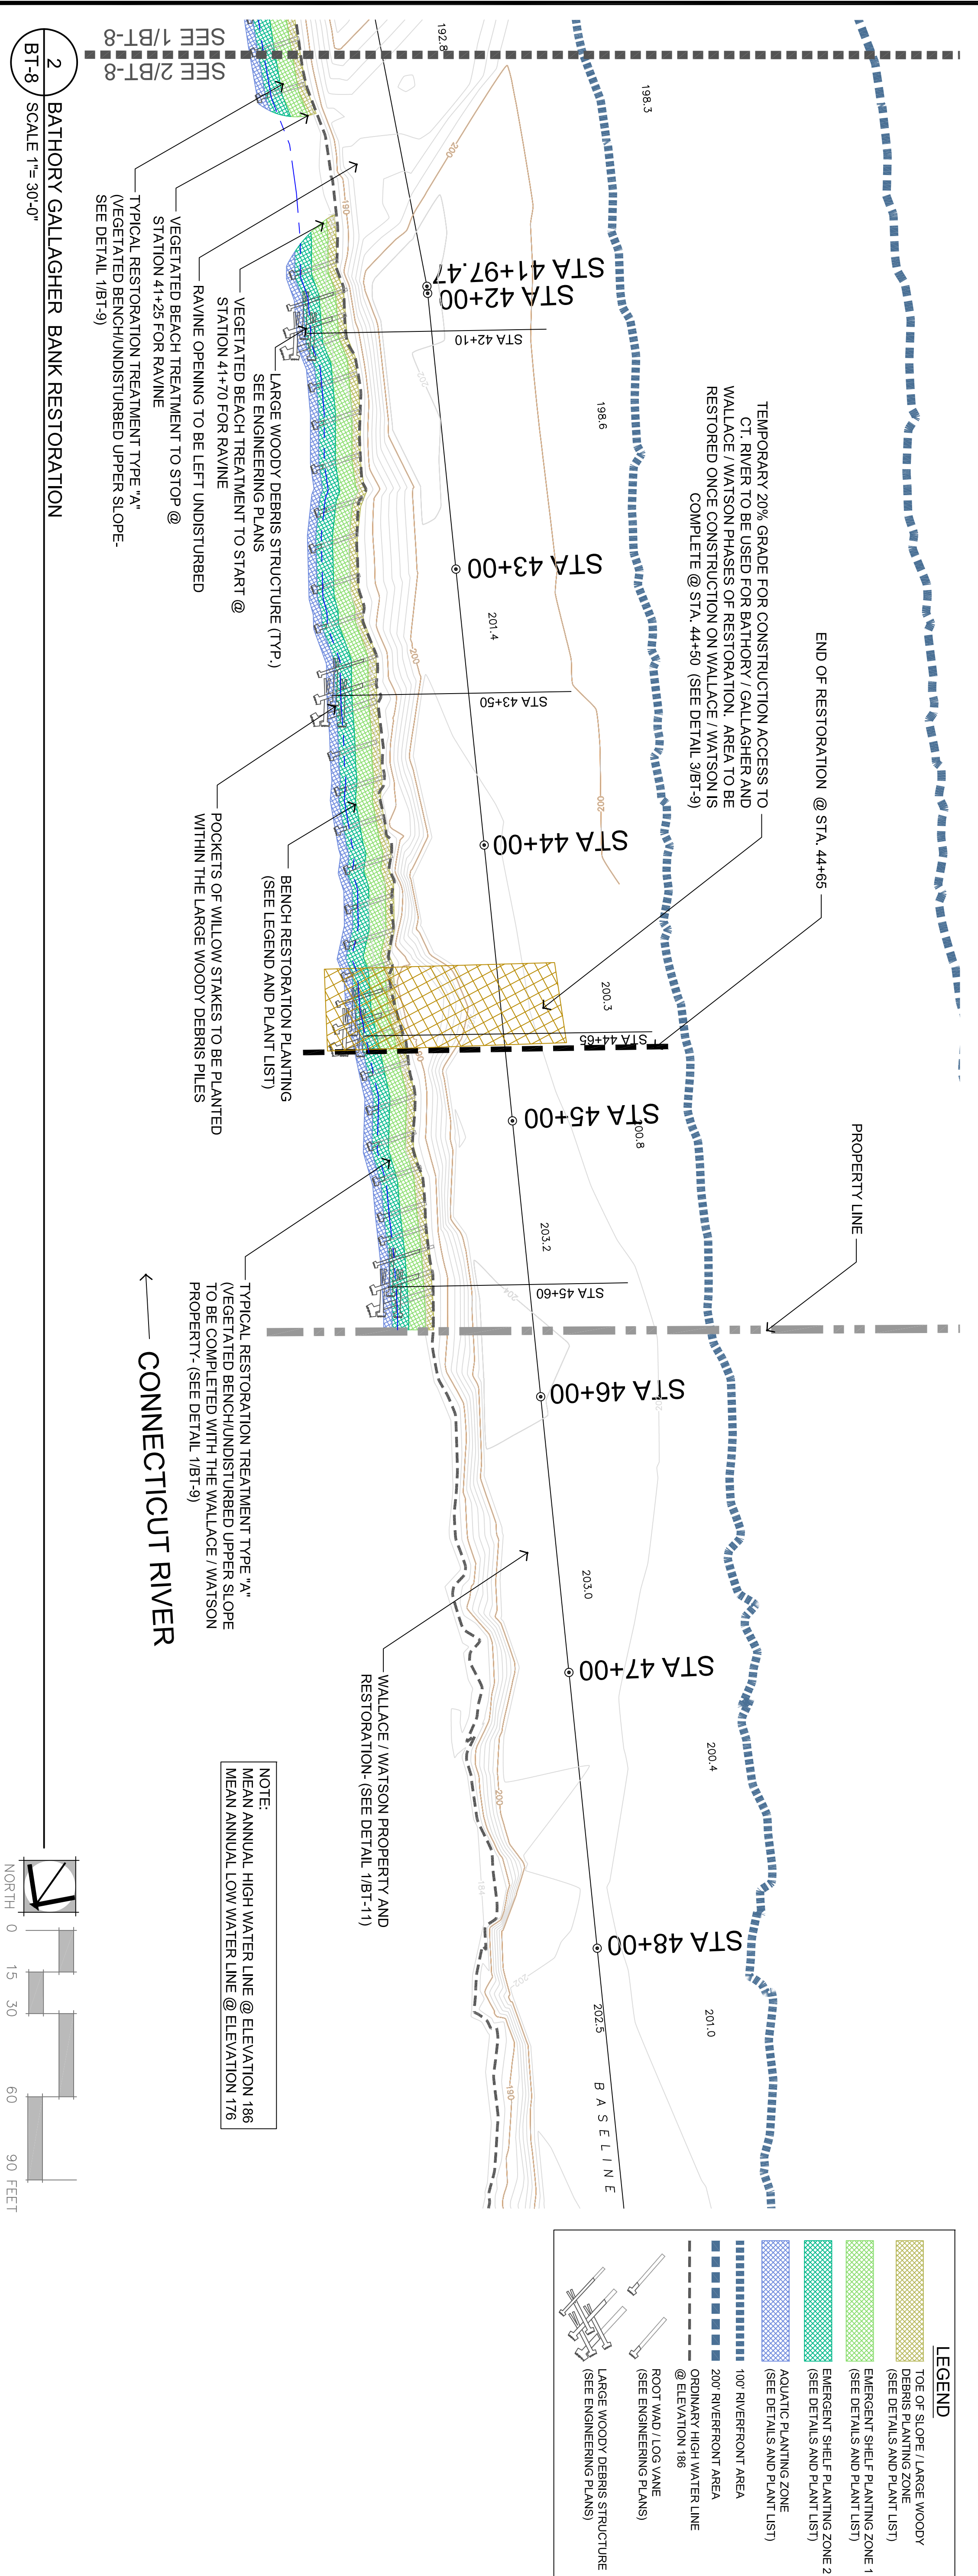 SEE 1/BT-8
SEE 2/BT-8
2
BT-8
BATHORY GALLAGHER BANK RESTORATION
SCALE 1"= 30'-0"
TYPICAL RESTORATION TREATMENT TYPE "A"
(VEGETATED BENCH/UNDISTURBED UPPER SLOPE-
SEE DETAIL 1/BT-9)
VEGETATED BEACH TREATMENT TO STOP @
STATION 41+25 FOR RAVINE
RAVINE OPENING TO BE LEFT UNDISTURBED
VEGETATED BEACH TREATMENT TO START @
STATION 41+70 FOR RAVINE
LARGE WOODY DEBRIS STRUCTURE (TYP.)
SEE ENGINEERING PLANS
POCKETS OF WILLOW STAKES TO BE PLANTED
WITHIN THE LARGE WOODY DEBRIS PILES
BENCH RESTORATION PLANTING
(SEE LEGEND AND PLANT LIST)
TYPICAL RESTORATION TREATMENT TYPE "A"
(VEGETATED BENCH/UNDISTURBED UPPER SLOPE
TO BE COMPLETED WITH THE WALLACE / WATSON
PROPERTY- (SEE DETAIL 1/BT-9)
CONNECTICUT RIVER
WALLACE / WATSON PROPERTY AND
RESTORATION- (SEE DETAIL 1/BT-11)
NOTE:
MEAN ANNUAL HIGH WATER LINE @ ELEVATION 186
MEAN ANNUAL LOW WATER LINE @ ELEVATION 176
TEMPORARY 20% GRADE FOR CONSTRUCTION ACCESS TO
CT. RIVER TO BE USED FOR BATHORY / GALLAGHER AND
WALLACE / WATSON PHASES OF RESTORATION. AREA TO BE
RESTORED ONCE CONSTRUCTION ON WALLACE / WATSON IS
COMPLETE @ STA. 44+50 (SEE DETAIL 3/BT-9)
END OF RESTORATION @ STA. 44+65
PROPERTY LINE
STA 41+97.47
STA 42+00
STA 42+10
STA 43+00
STA 43+50
STA 44+00
STA 44+65
STA 45+00
STA 45+60
STA 46+00
STA 47+00
STA 48+00
BASELINE
192.8
198.3
198.6
201.4
200.3
200.8
203.2
203.0
200.4
202.5
201.0
190
200
202
200
200
190
204
202
200
184
202
190
NORTH
0 15 30 60 90 FEET
LEGEND
TOE OF SLOPE / LARGE WOODY
DEBRIS PLANTING ZONE
(SEE DETAILS AND PLANT LIST)
EMERGENT SHELF PLANTING ZONE 1
(SEE DETAILS AND PLANT LIST)
EMERGENT SHELF PLANTING ZONE 2
(SEE DETAILS AND PLANT LIST)
AQUATIC PLANTING ZONE
(SEE DETAILS AND PLANT LIST)
100' RIVERFRONT AREA
200' RIVERFRONT AREA
ORDINARY HIGH WATER LINE
@ ELEVATION 186
ROOT WAD / LOG VANE
(SEE ENGINEERING PLANS)
LARGE WOODY DEBRIS STRUCTURE
(SEE ENGINEERING PLANS)